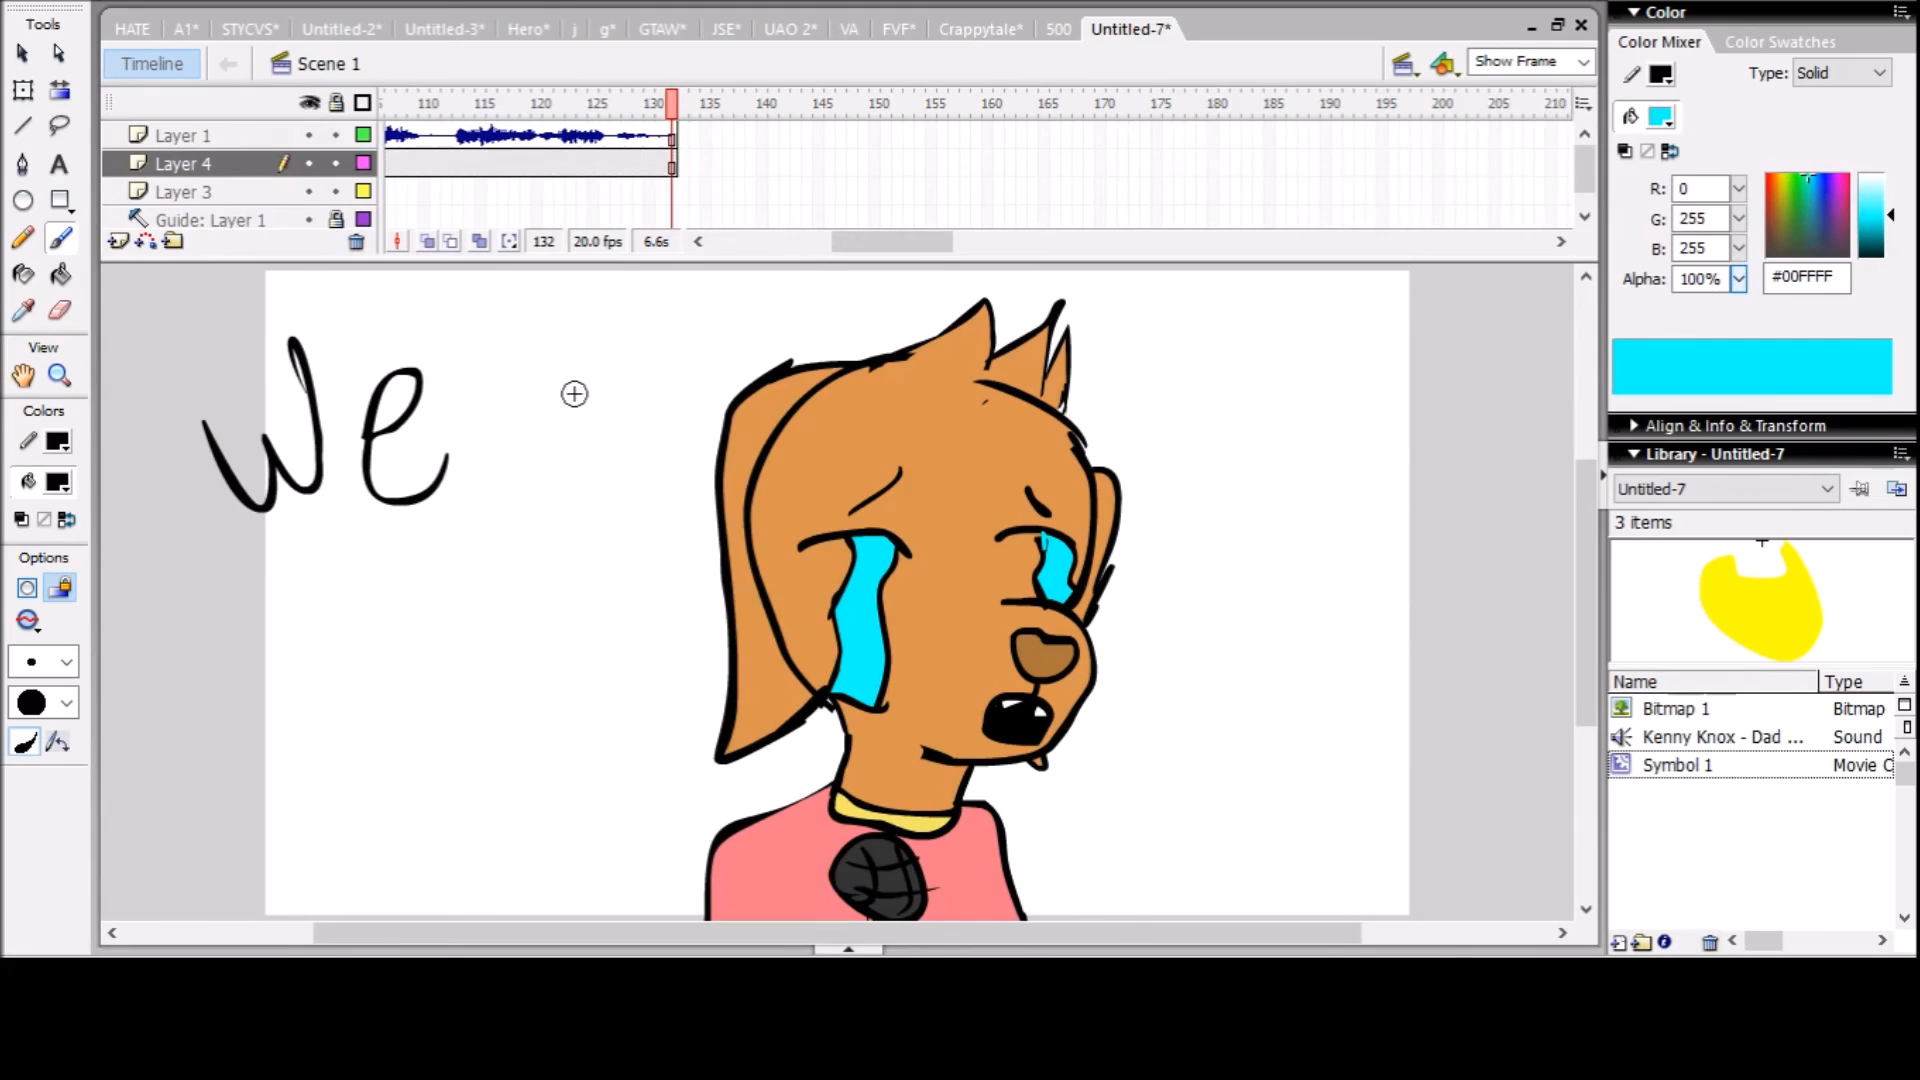 Tools
HATE A1* STYCVS* Untitled-2* Untitled-3* Hero* j g* GTAW* JSE* UAO 2* VA FVF* Crappytale* 500 Untitled-7*
Timeline Scene 1 Show Frame
110 115 120 125 130 135 140 145 150 155 160 165 170 175 180 185 190 195 200 205 210
Layer 1
Layer 4
Layer 3
Guide: Layer 1
132 20.0 fps 6.6s
View
Colors
Options
We
Color
Color Mixer Color Swatches
Type: Solid
R: 0
G: 255
B: 255
Alpha: 100% #00FFFF
Align & Info & Transform
Library - Untitled-7
Untitled-7
3 items
Name Type
Bitmap 1 Bitmap
Kenny Knox - Dad ... Sound
Symbol 1 Movie C